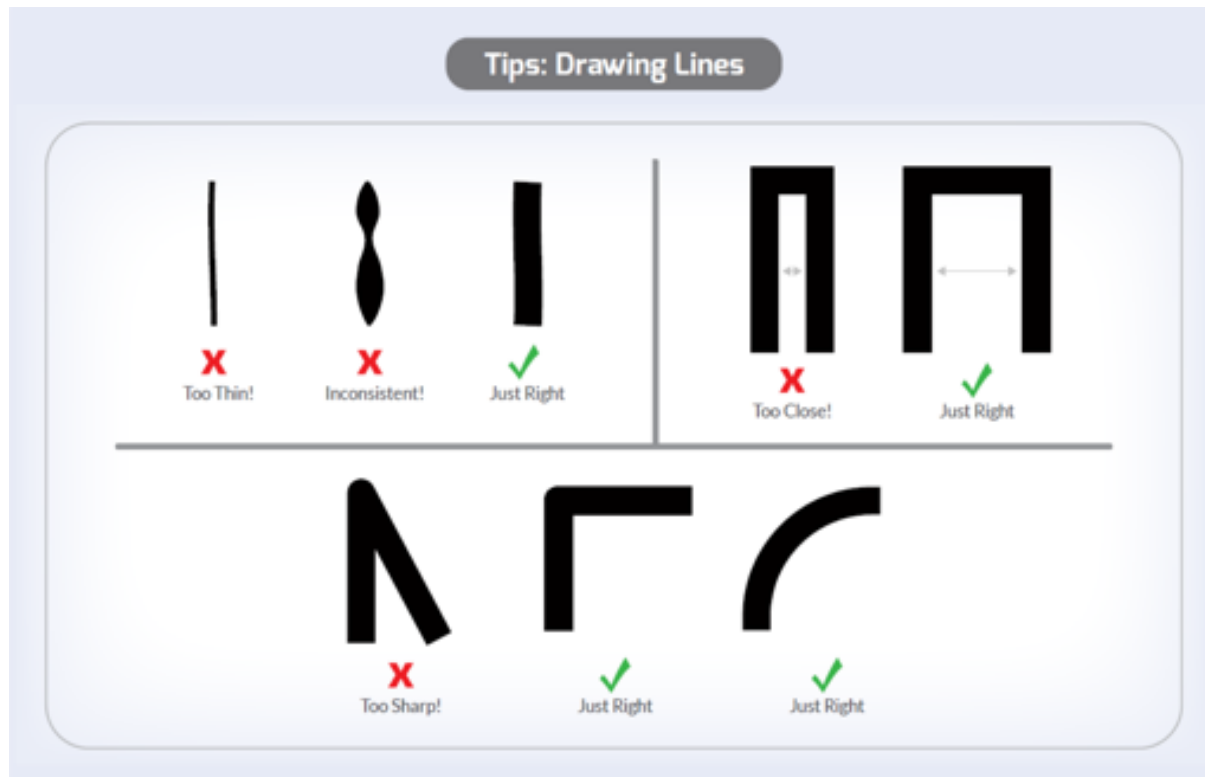 Tips: Drawing Lines
Too Thin!
Inconsistent!
Just Right
Too Close!
Just Right
Too Sharp!
Just Right
Just Right